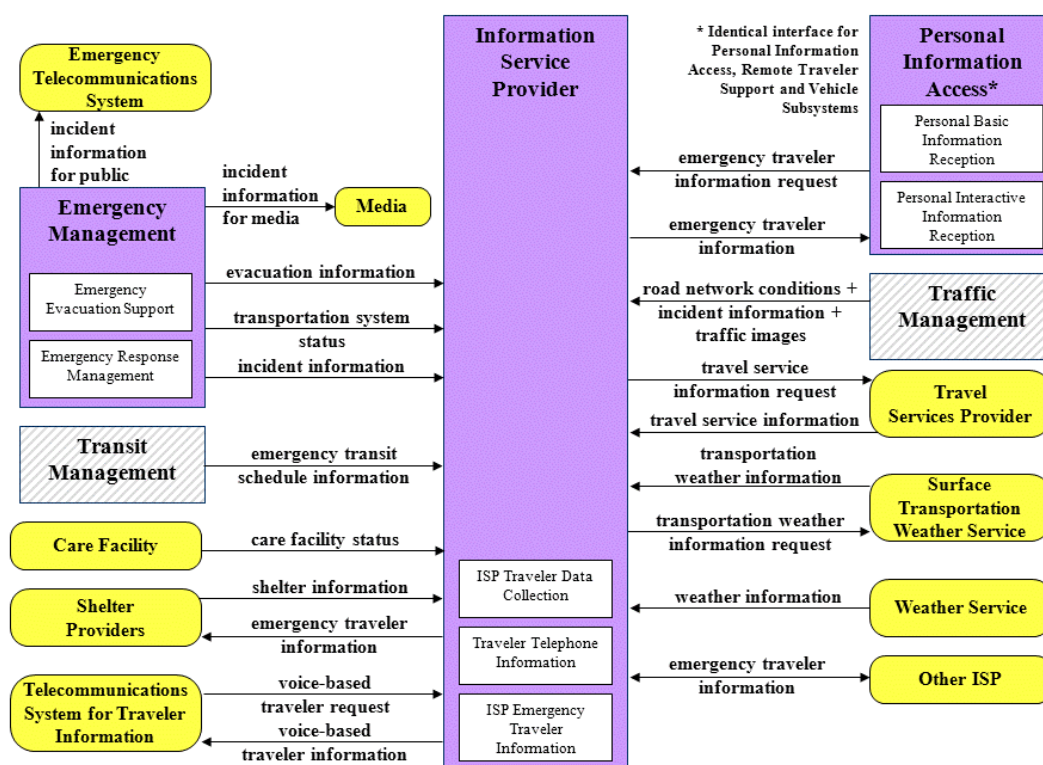 Emergency
Telecommunications
System
incident
information
for public
incident
information
for media
Media
Emergency
Management
Emergency
Evacuation Support
Emergency Response
Management
evacuation information
transportation system
status
incident information
Transit
Management
emergency transit
schedule information
Care Facility
care facility status
Shelter
Providers
shelter information
emergency traveler
information
Telecommunications
System for Traveler
Information
voice-based
traveler request
voice-based
traveler information
Information
Service
Provider
ISP Traveler Data
Collection
Traveler Telephone
Information
ISP Emergency
Traveler
Information
* Identical interface for
Personal Information
Access, Remote Traveler
Support and Vehicle
Subsystems
Personal
Information
Access*
Personal Basic
Information
Reception
Personal Interactive
Information
Reception
emergency traveler
information request
emergency traveler
information
road network conditions +
incident information +
traffic images
Traffic
Management
travel service
information request
travel service information
Travel
Services Provider
transportation
weather information
transportation weather
information request
Surface
Transportation
Weather Service
weather information
Weather Service
emergency traveler
information
Other ISP